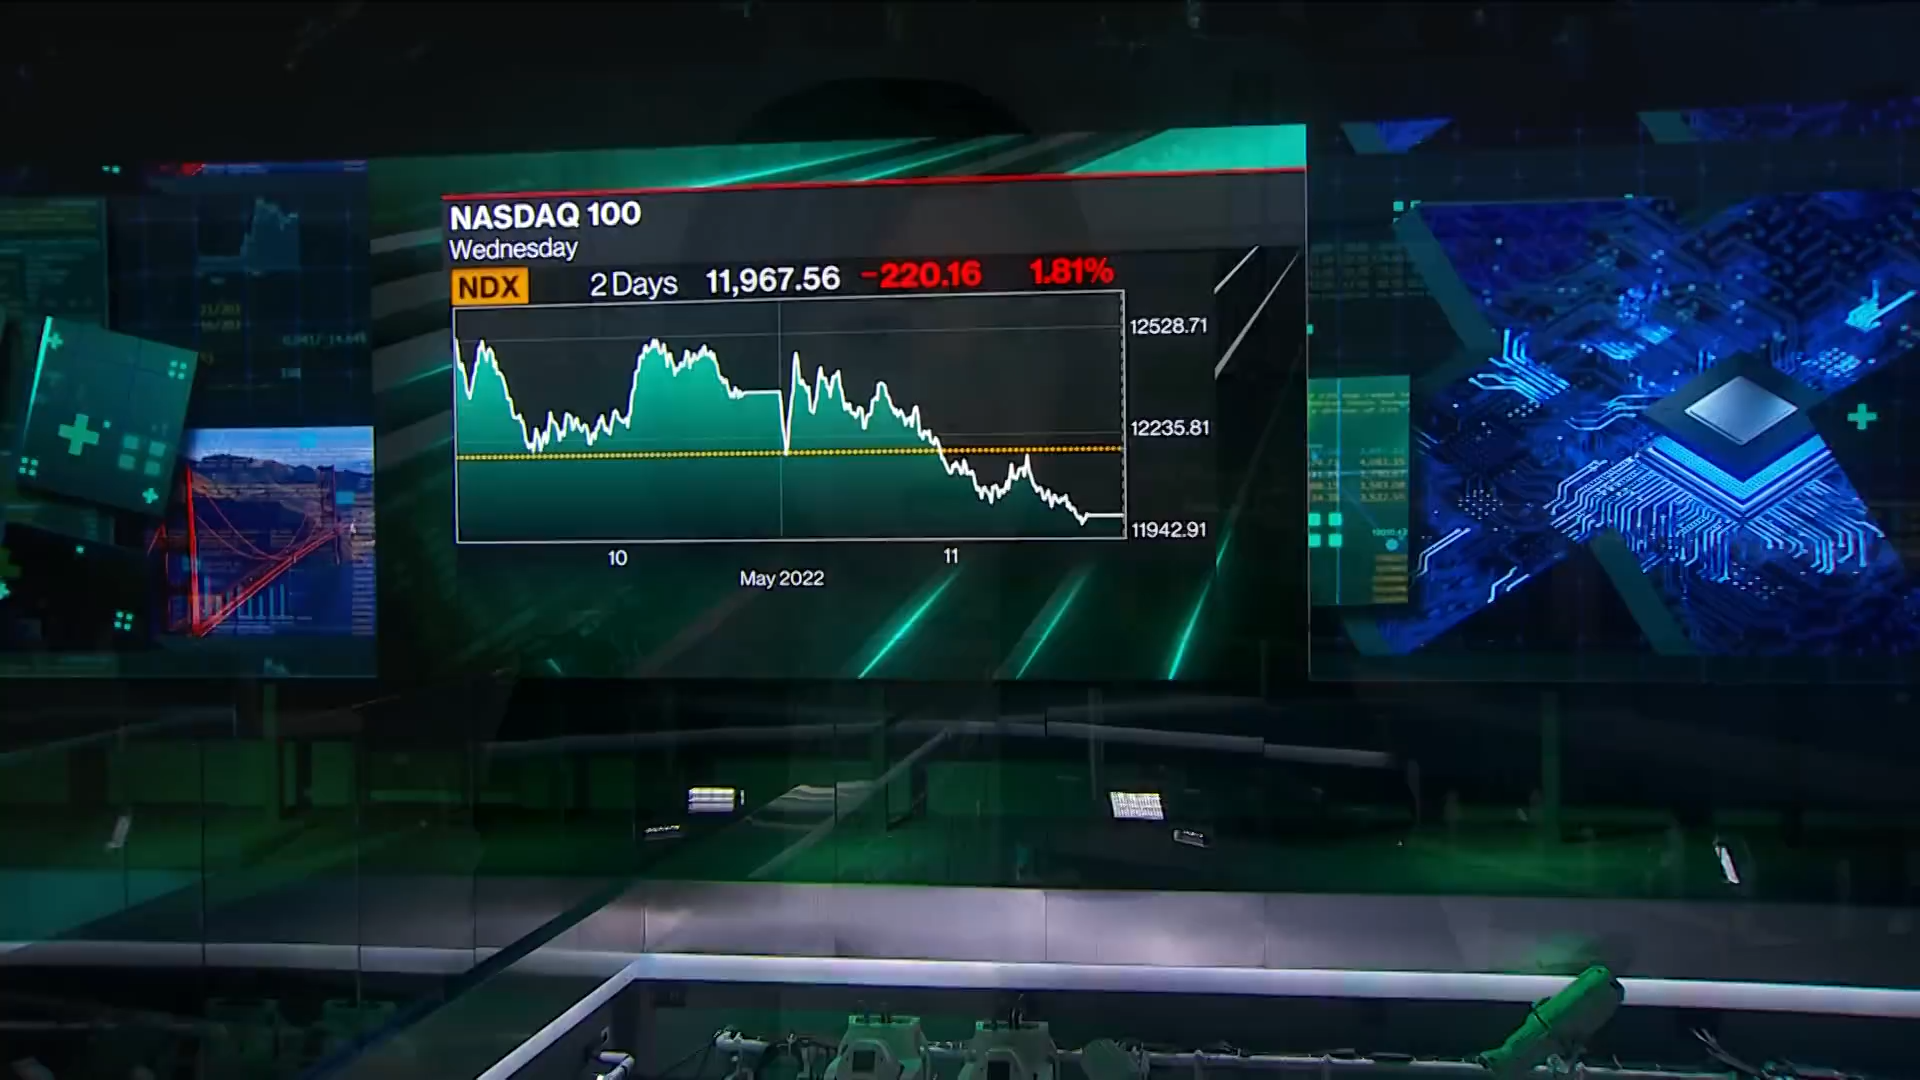 NASDAQ 100
Wednesday
NDX 2 Days 11,967.56 -220.16 1.81%
12528.71
12235.81
11942.91
10 11
May 2022